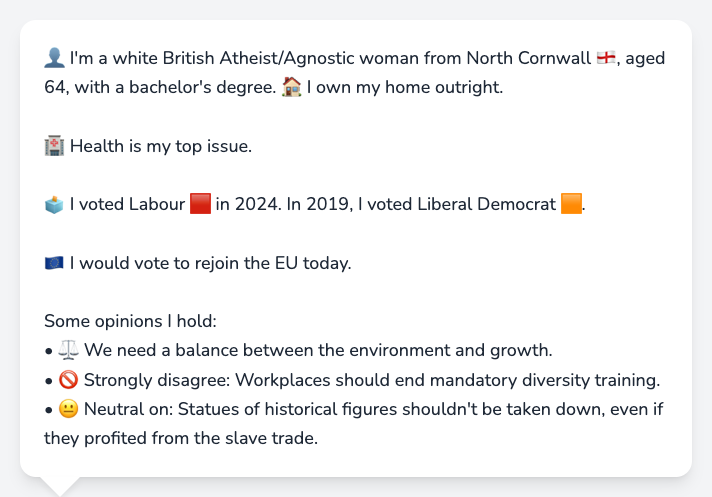 👤 I'm a white British Atheist/Agnostic woman from North Cornwall 🏴󠁧󠁢󠁥󠁮󠁧󠁿, aged
64, with a bachelor's degree. 🏠 I own my home outright.
🏥 Health is my top issue.
🗳️ I voted Labour 🟥 in 2024. In 2019, I voted Liberal Democrat 🟧.
🇪🇺 I would vote to rejoin the EU today.
Some opinions I hold:
• ⚖️ We need a balance between the environment and growth.
• 🚫 Strongly disagree: Workplaces should end mandatory diversity training.
• 😐 Neutral on: Statues of historical figures shouldn't be taken down, even if
they profited from the slave trade.